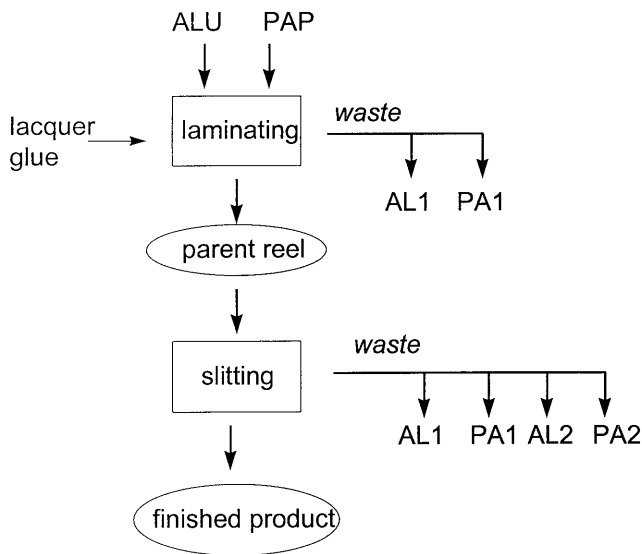 ALU PAP
waste
lacquer
glue
laminating
AL1 PA1
parent reel
waste
slitting
AL1 PA1 AL2 PA2
finished product